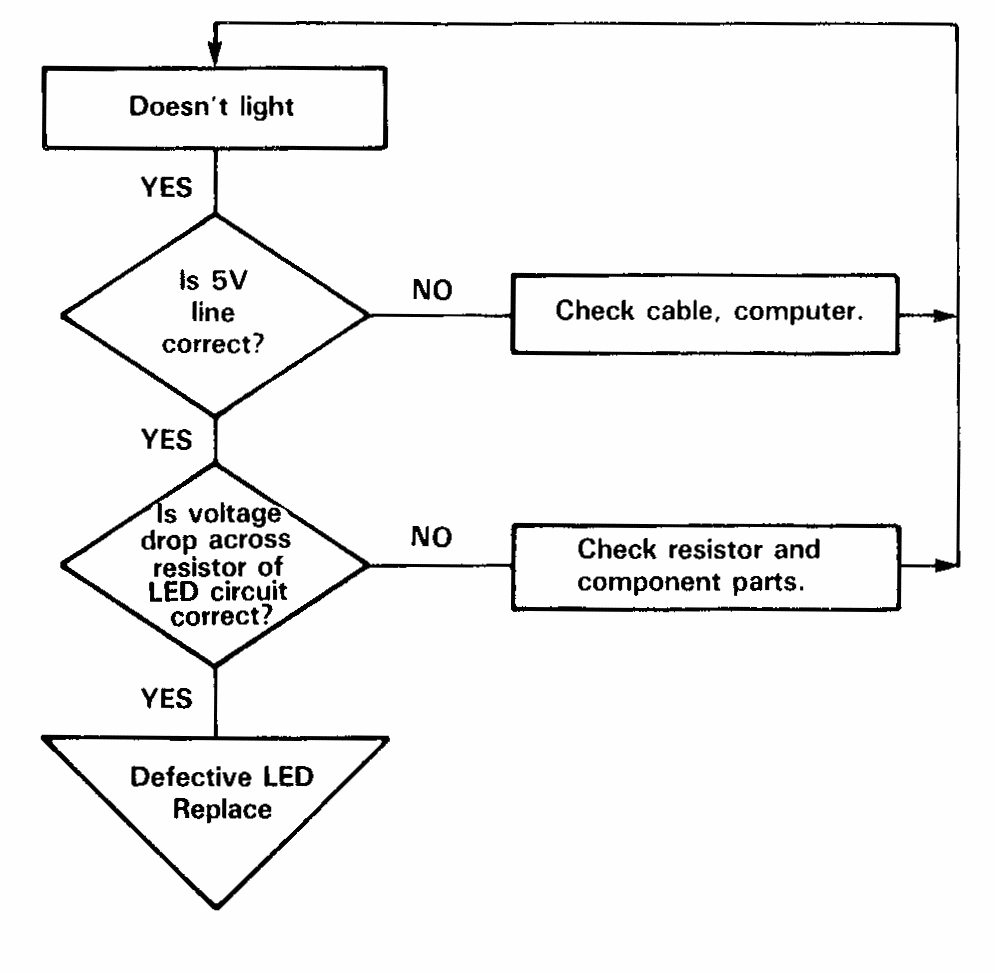 Doesn't light
YES
Is 5V
line
correct?
NO
Check cable, computer.
YES
Is voltage
drop across
resistor of
LED circuit
correct?
NO
Check resistor and
component parts.
YES
Defective LED
Replace